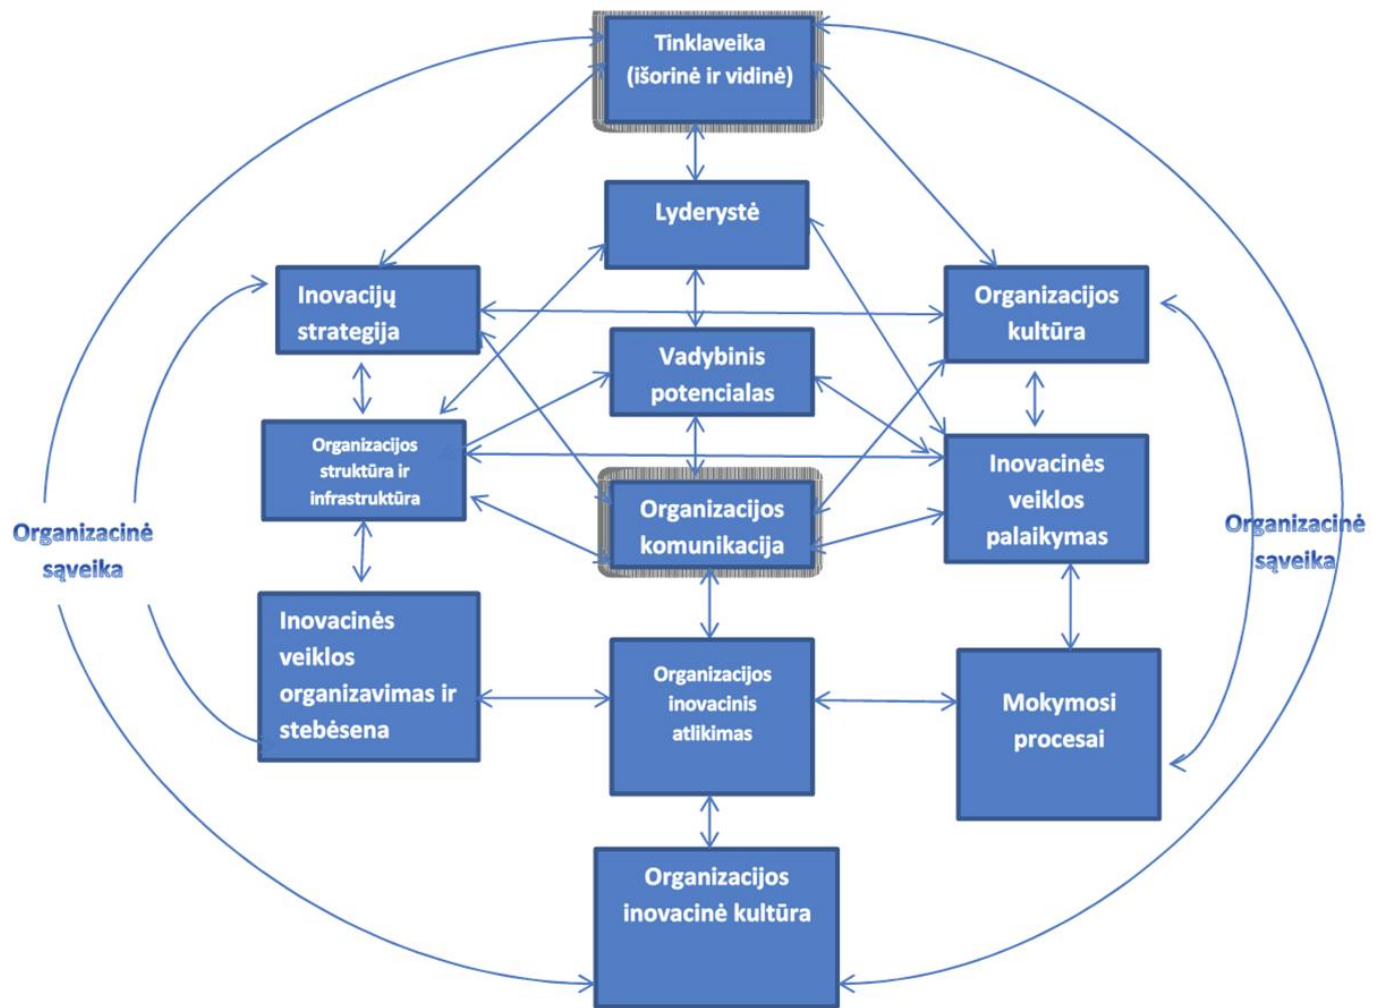 Tinklaveika
(išorinė ir vidinė)
Lyderystė
Inovacijų
strategija
Organizacijos
kultūra
Vadybinis
potencialas
Organizacijos
struktūra ir
infrastruktūra
Organizacijos
komunikacija
Inovacinės
veiklos
palaikymas
Organizacinė
sąveika
Organizacinė
sąveika
Inovacinės
veiklos
organizavimas ir
stebėsena
Organizacijos
inovacinis
atlikimas
Mokymosi
procesai
Organizacijos
inovacinė kultūra